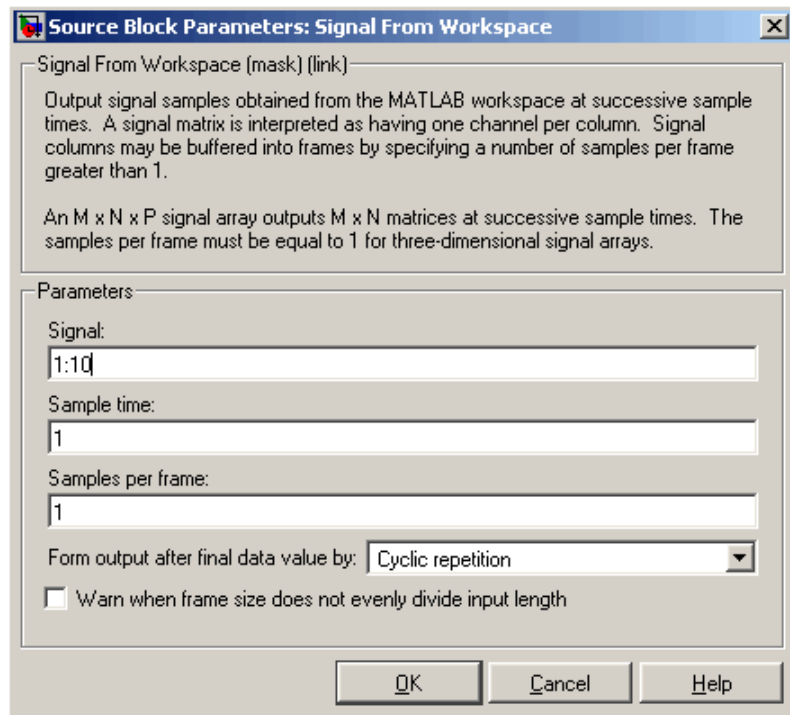 Source Block Parameters: Signal From Workspace
Signal From Workspace (mask) (link)
Output signal samples obtained from the MATLAB workspace at successive sample
times. A signal matrix is interpreted as having one channel per column. Signal
columns may be buffered into frames by specifying a number of samples per frame
greater than 1.
An M x N x P signal array outputs M x N matrices at successive sample times. The
samples per frame must be equal to 1 for three-dimensional signal arrays.
Parameters
Signal:
1:10
Sample time:
1
Samples per frame:
1
Form output after final data value by: Cyclic repetition
Warn when frame size does not evenly divide input length
OK Cancel Help